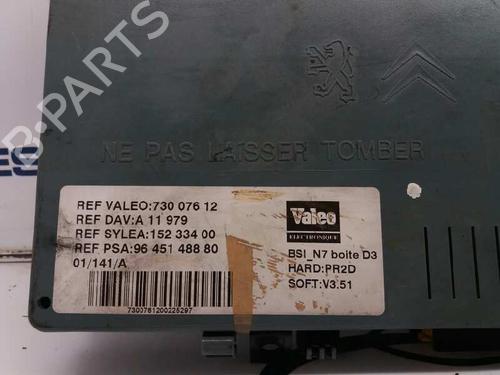 NE PAS LAISSER TOMBER
REF VALEO:730 076 12
REF DAV:A 11 979
REF SYLEA:152 334 00
REF PSA:96 451 488 80
01/141/A
7300761200225297
Valeo
ELECTRONIQUE
BSI_N7 boite D3
HARD:PR2D
SOFT:V3.51
B-PARTS